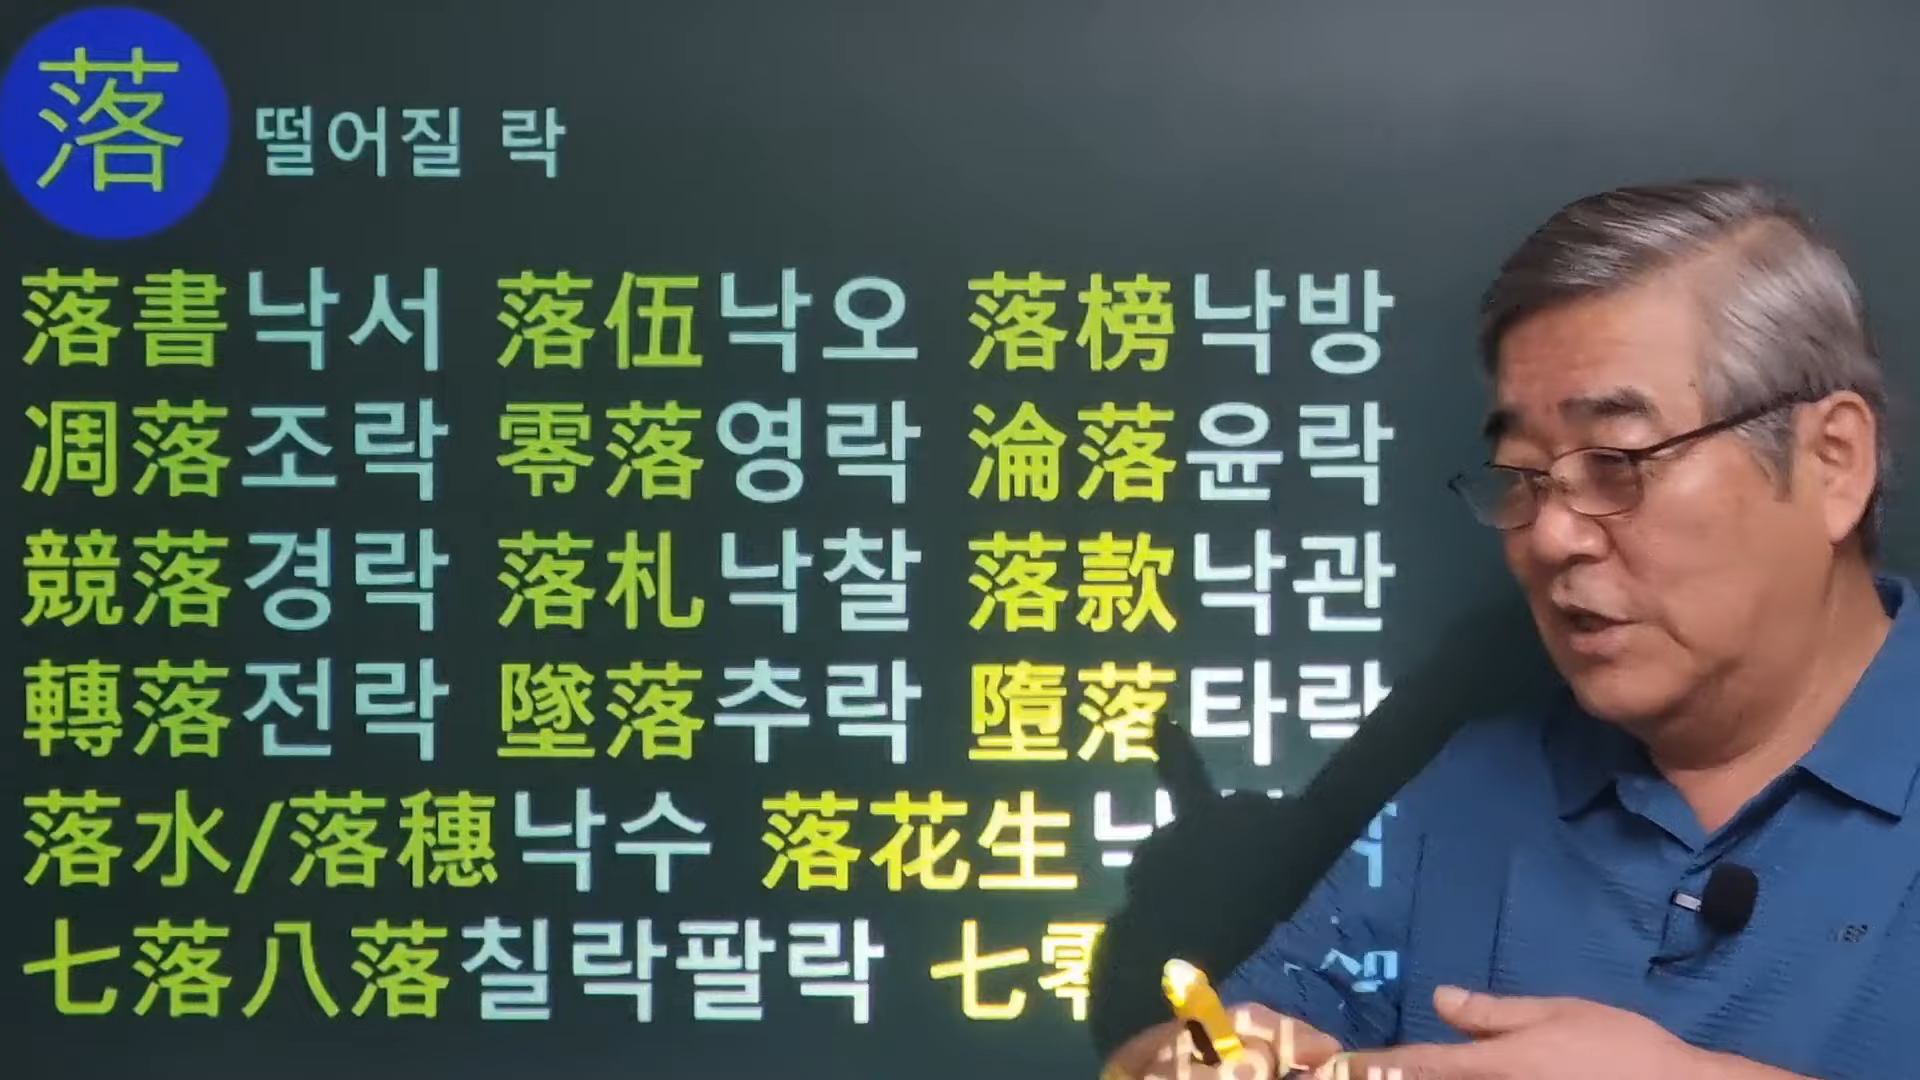 落 떨어질 락
落書낙서 落伍낙오 落榜낙방
凋落조락 零落영락 淪落윤락
競落경락 落札낙찰 落款낙관
轉落전락 墜落추락 墮落타락
落水/落穗낙수 落花生
七落八落칠락팔락 七零